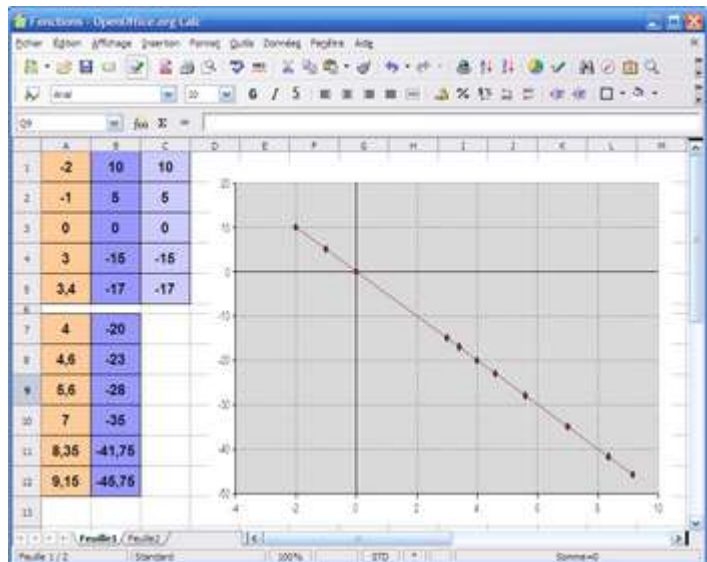 Fonctions - OpenOffice.org Calc
Fichier Edition Affichage Insertion Format Outils Données Fenêtre Aide
Arial 10 G I S
Q9 f(x) Σ =
A B C D E F G H I J K L M
1 -2 10 10
2 -1 5 5
3 0 0 0
4 3 -15 -15
5 3,4 -17 -17
6
7 4 -20
8 4,6 -23
9 5,6 -28
10 7 -35
11 8,35 -41,75
12 9,15 -45,75
13
20
10
0
-10
-20
-30
-40
-50
-4 -2 0 2 4 6 8 10
Feuille1 Feuille2
Feuille 1 / 2 Standard 100% STD * Somme=0